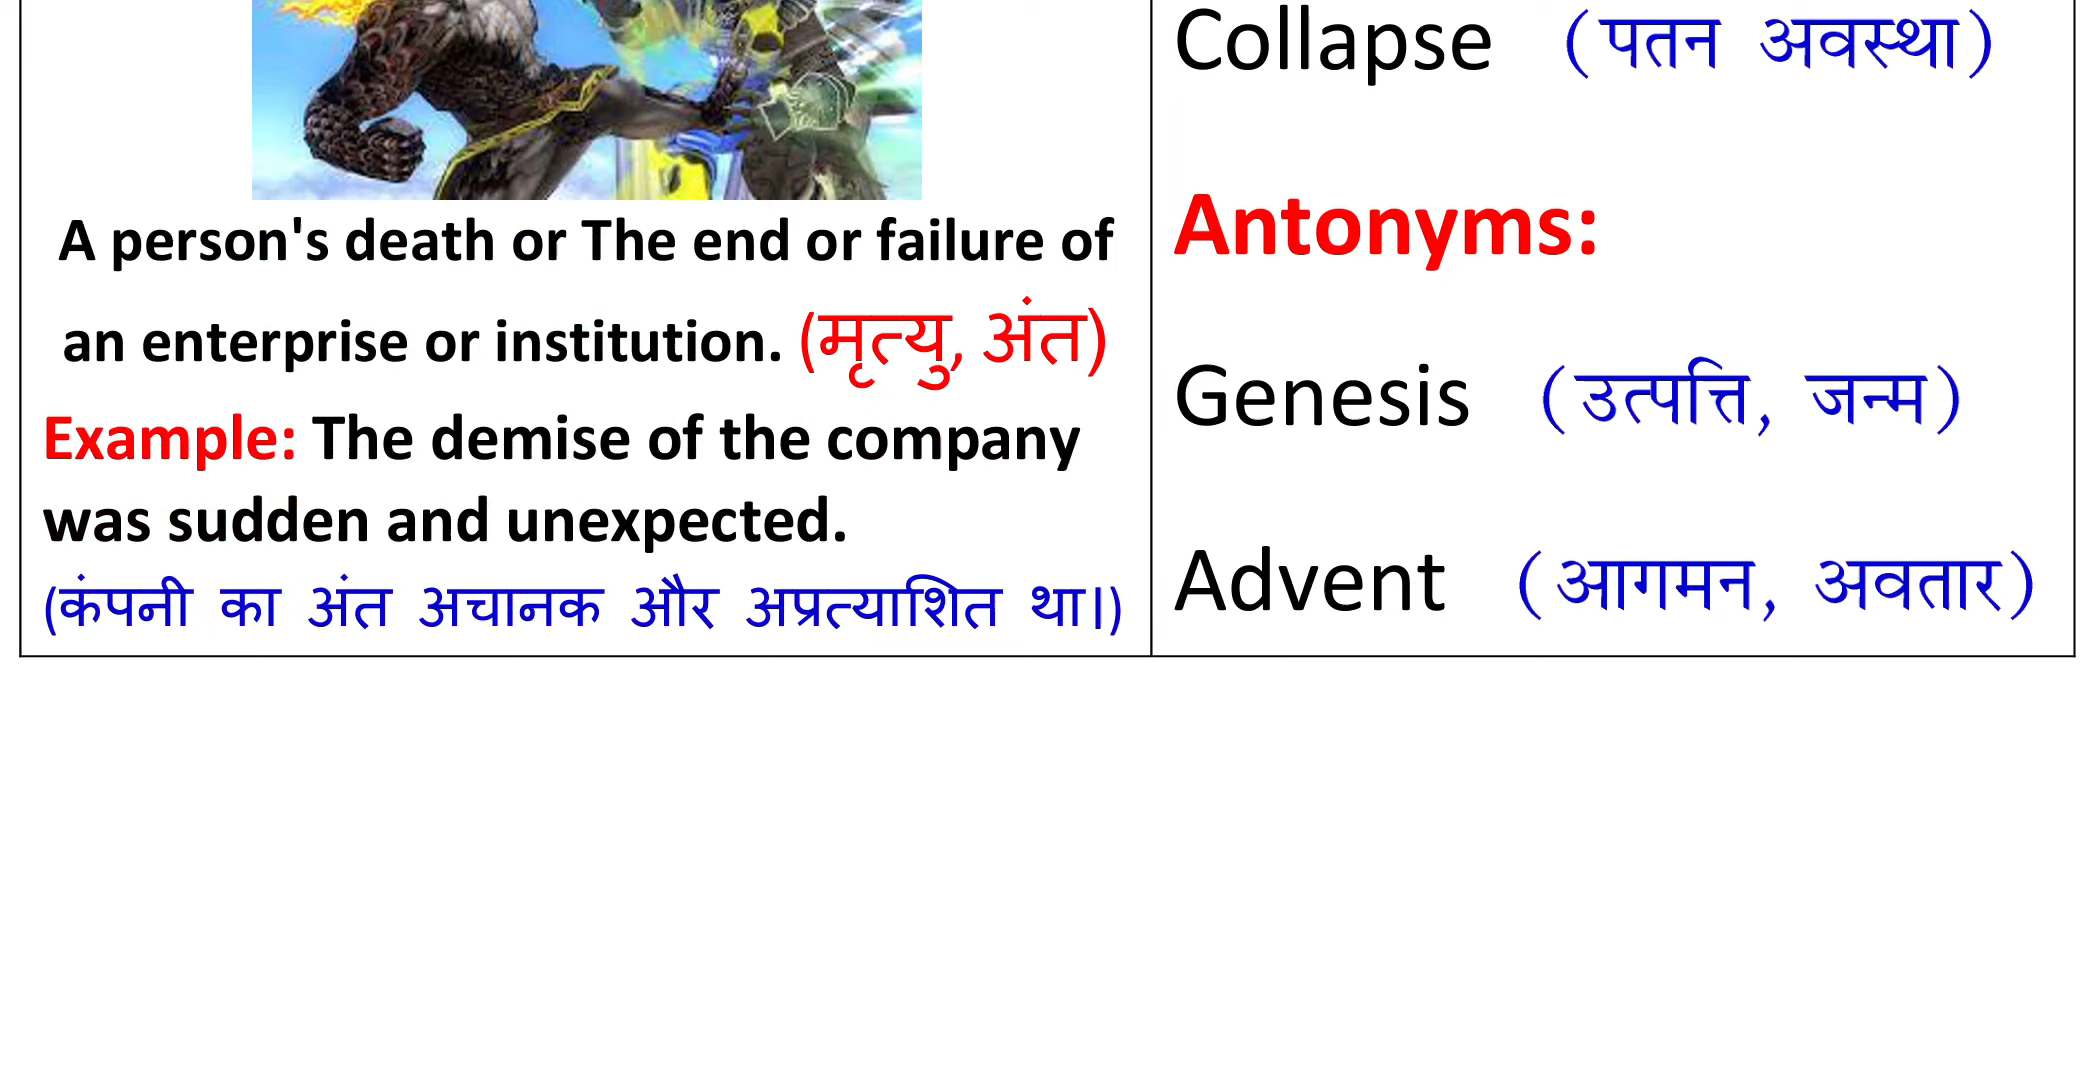 A person's death or The end or failure of
an enterprise or institution. (मृत्यु, अंत)
Example: The demise of the company
was sudden and unexpected.
(कंपनी का अंत अचानक और अप्रत्याशित था।)
Collapse (पतन अवस्था)
Antonyms:
Genesis (उत्पत्ति, जन्म)
Advent (आगमन, अवतार)